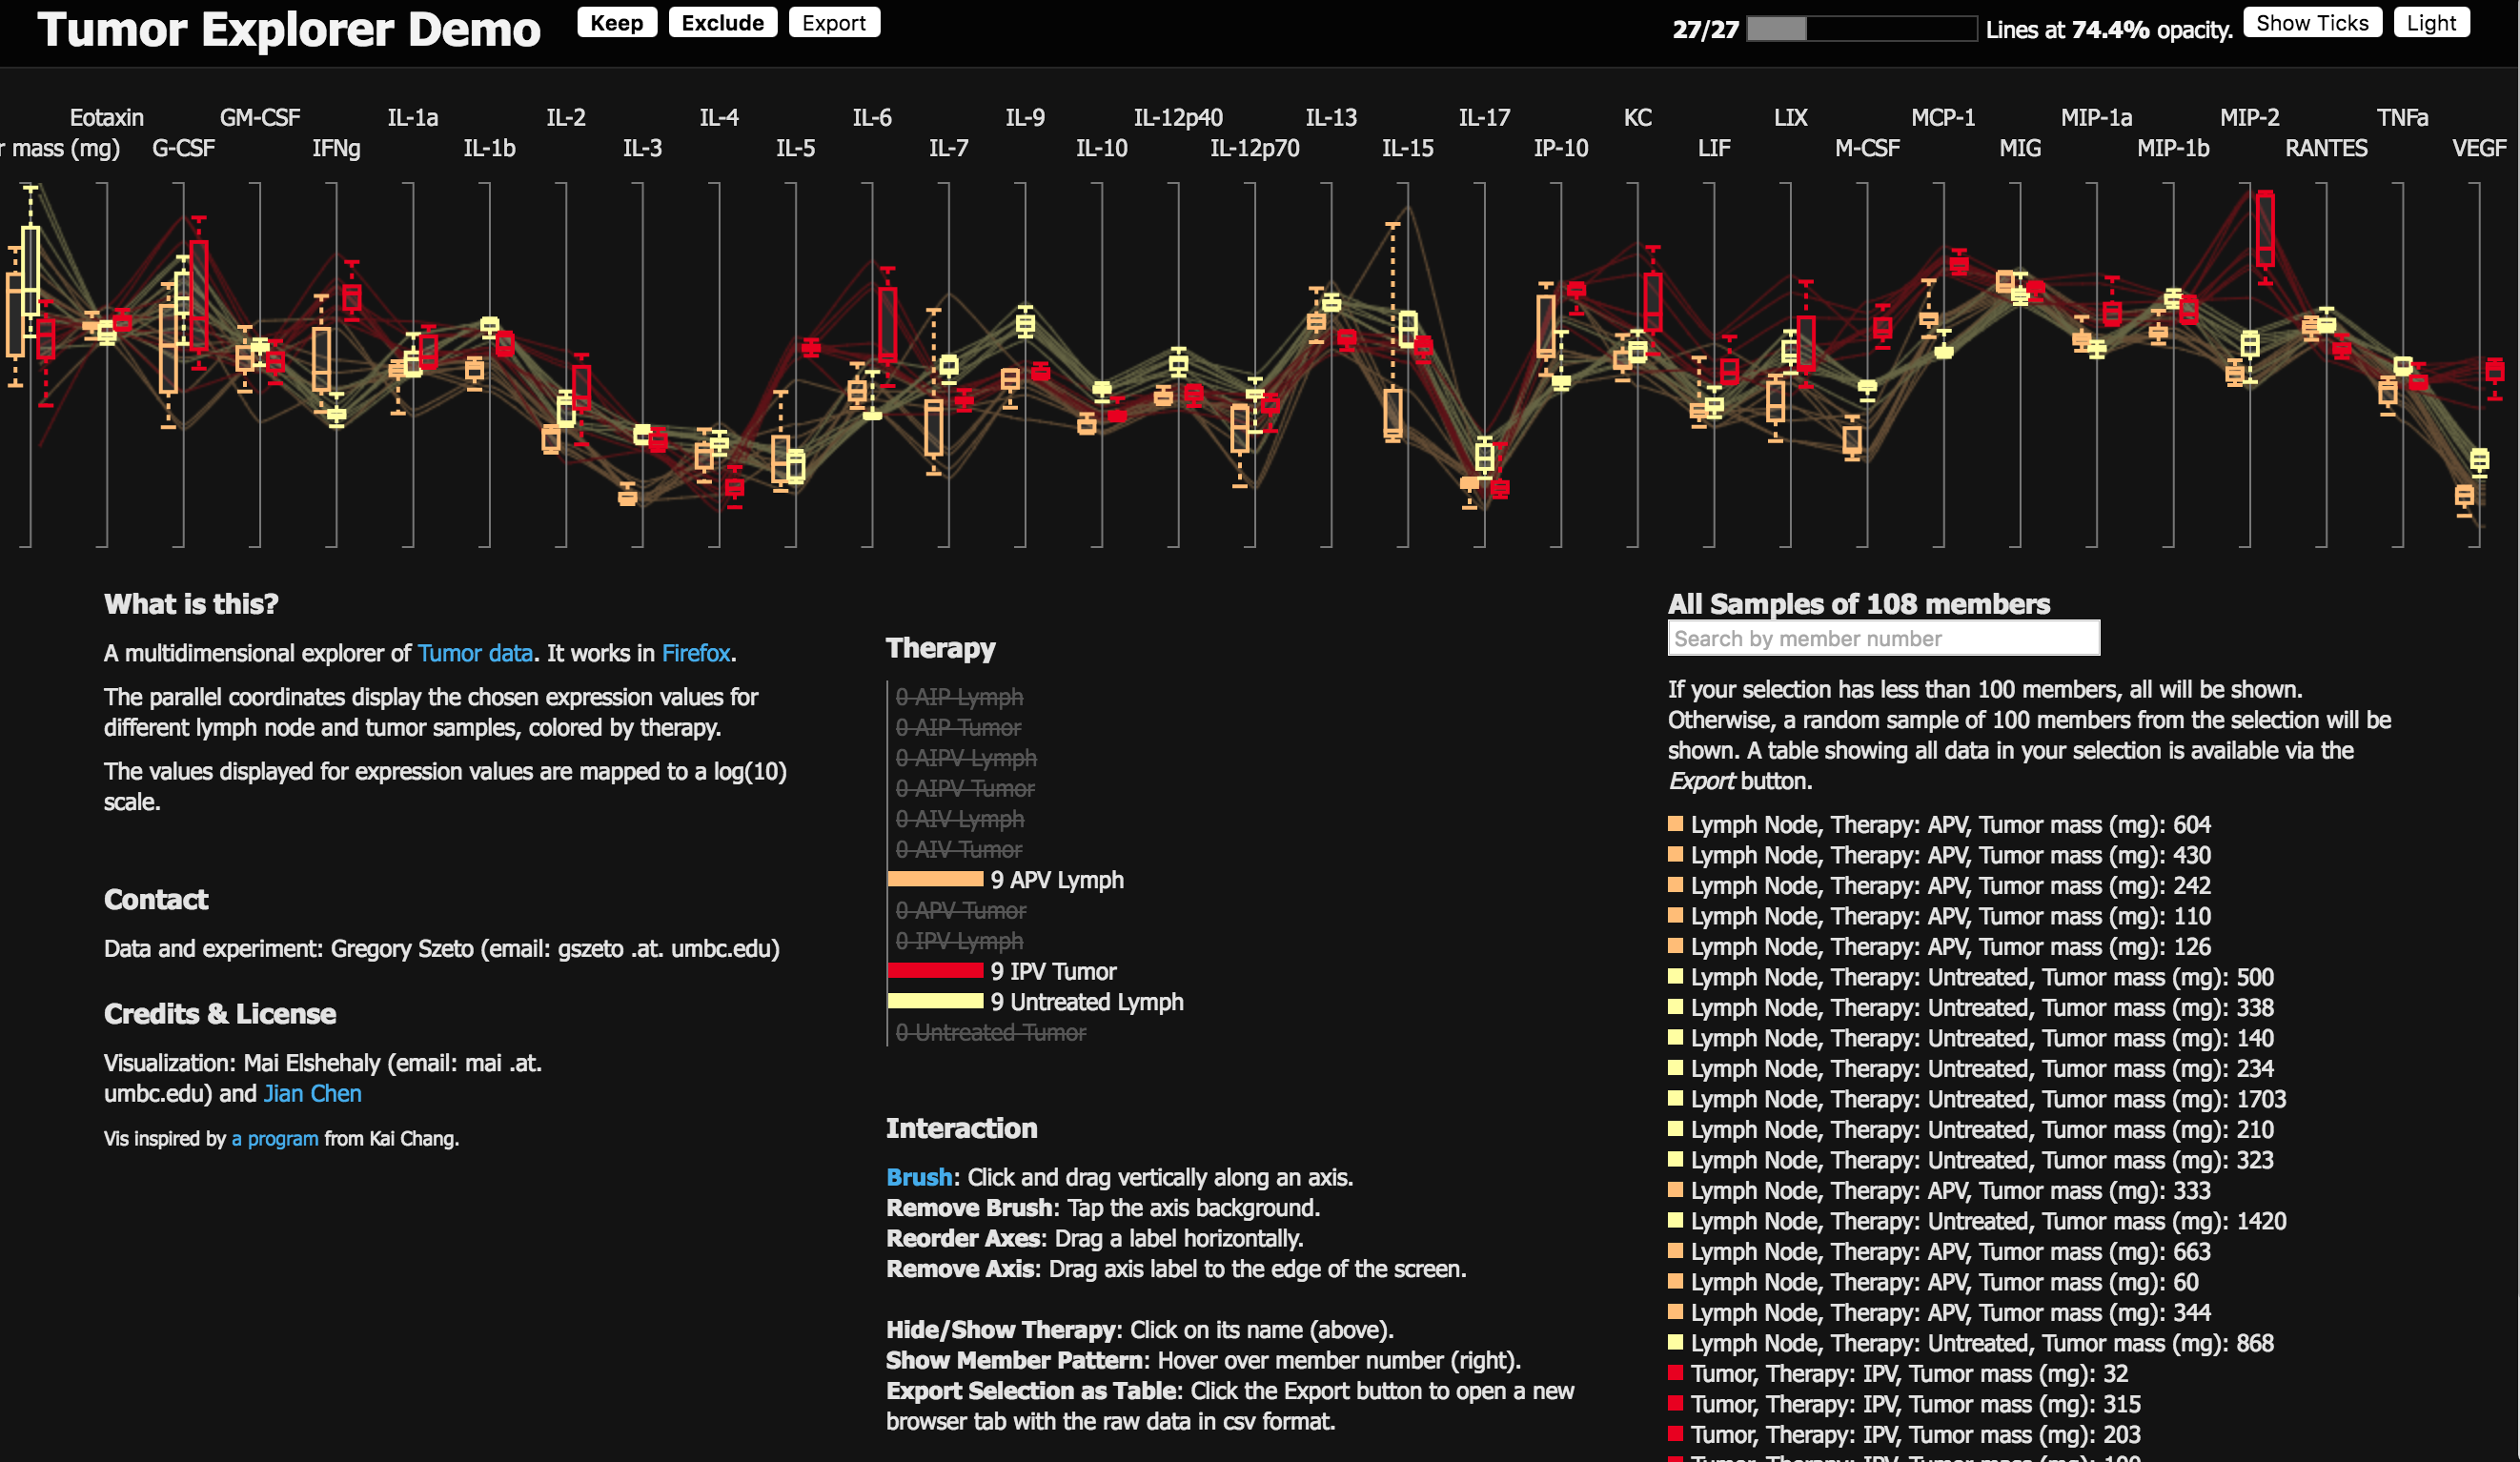 Tumor Explorer Demo
Keep Exclude Export
27/27 Lines at 74.4% opacity. Show Ticks Light
Eotaxin GM-CSF IL-1a IL-2 IL-4 IL-6 IL-9 IL-12p40 IL-13 IL-17 KC LIX MCP-1 MIP-1a MIP-2 TNFa
r mass (mg) G-CSF IFNg IL-1b IL-3 IL-5 IL-7 IL-10 IL-12p70 IL-15 IP-10 LIF M-CSF MIG MIP-1b RANTES VEGF
What is this?
A multidimensional explorer of Tumor data. It works in Firefox.
The parallel coordinates display the chosen expression values for
different lymph node and tumor samples, colored by therapy.
The values displayed for expression values are mapped to a log(10)
scale.
Contact
Data and experiment: Gregory Szeto (email: gszeto .at. umbc.edu)
Credits & License
Visualization: Mai Elshehaly (email: mai .at.
umbc.edu) and Jian Chen
Vis inspired by a program from Kai Chang.
Therapy
0 AIP Lymph
0 AIP Tumor
0 AIPV Lymph
0 AIPV Tumor
0 AIV Lymph
0 AIV Tumor
9 APV Lymph
0 APV Tumor
0 IPV Lymph
9 IPV Tumor
9 Untreated Lymph
0 Untreated Tumor
Interaction
Brush: Click and drag vertically along an axis.
Remove Brush: Tap the axis background.
Reorder Axes: Drag a label horizontally.
Remove Axis: Drag axis label to the edge of the screen.
Hide/Show Therapy: Click on its name (above).
Show Member Pattern: Hover over member number (right).
Export Selection as Table: Click the Export button to open a new
browser tab with the raw data in csv format.
All Samples of 108 members
Search by member number
If your selection has less than 100 members, all will be shown.
Otherwise, a random sample of 100 members from the selection will be
shown. A table showing all data in your selection is available via the
Export button.
Lymph Node, Therapy: APV, Tumor mass (mg): 604
Lymph Node, Therapy: APV, Tumor mass (mg): 430
Lymph Node, Therapy: APV, Tumor mass (mg): 242
Lymph Node, Therapy: APV, Tumor mass (mg): 110
Lymph Node, Therapy: APV, Tumor mass (mg): 126
Lymph Node, Therapy: Untreated, Tumor mass (mg): 500
Lymph Node, Therapy: Untreated, Tumor mass (mg): 338
Lymph Node, Therapy: Untreated, Tumor mass (mg): 140
Lymph Node, Therapy: Untreated, Tumor mass (mg): 234
Lymph Node, Therapy: Untreated, Tumor mass (mg): 1703
Lymph Node, Therapy: Untreated, Tumor mass (mg): 210
Lymph Node, Therapy: Untreated, Tumor mass (mg): 323
Lymph Node, Therapy: APV, Tumor mass (mg): 333
Lymph Node, Therapy: Untreated, Tumor mass (mg): 1420
Lymph Node, Therapy: APV, Tumor mass (mg): 663
Lymph Node, Therapy: APV, Tumor mass (mg): 60
Lymph Node, Therapy: APV, Tumor mass (mg): 344
Lymph Node, Therapy: Untreated, Tumor mass (mg): 868
Tumor, Therapy: IPV, Tumor mass (mg): 32
Tumor, Therapy: IPV, Tumor mass (mg): 315
Tumor, Therapy: IPV, Tumor mass (mg): 203
Tumor, Therapy: IPV, Tumor mass (mg):